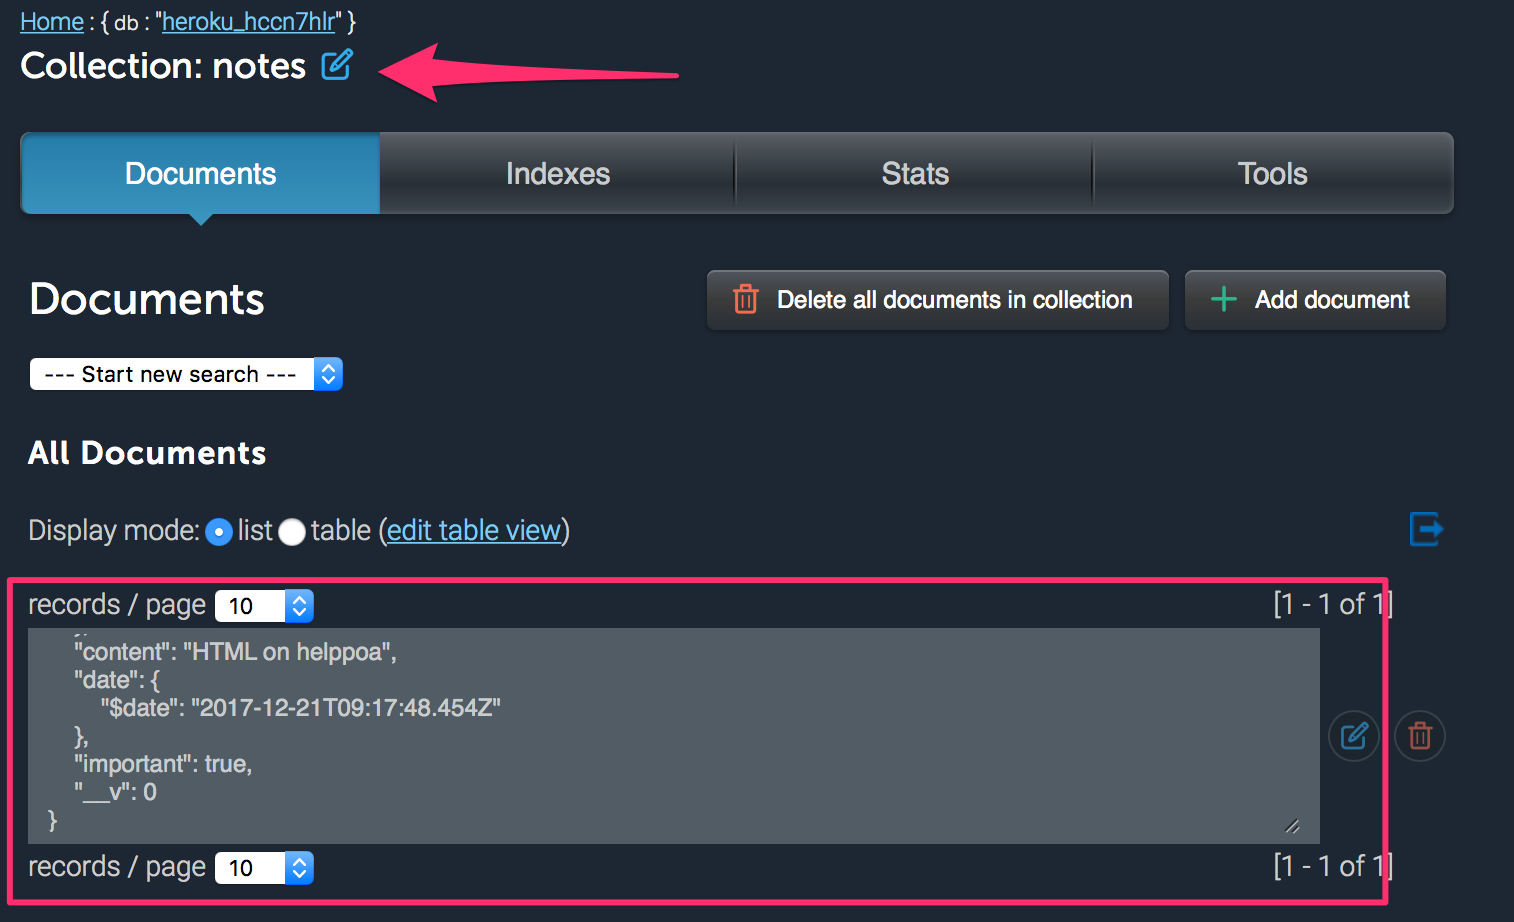 Home : { db : "heroku_hccn7hlr" }
Collection: notes
Documents Indexes Stats Tools
Documents
Delete all documents in collection
Add document
--- Start new search ---
All Documents
Display mode: list table (edit table view)
records / page 10 [1 - 1 of 1]
"content": "HTML on helppoa",
"date": {
"$date": "2017-12-21T09:17:48.454Z"
},
"important": true,
"__v": 0
}
records / page 10 [1 - 1 of 1]